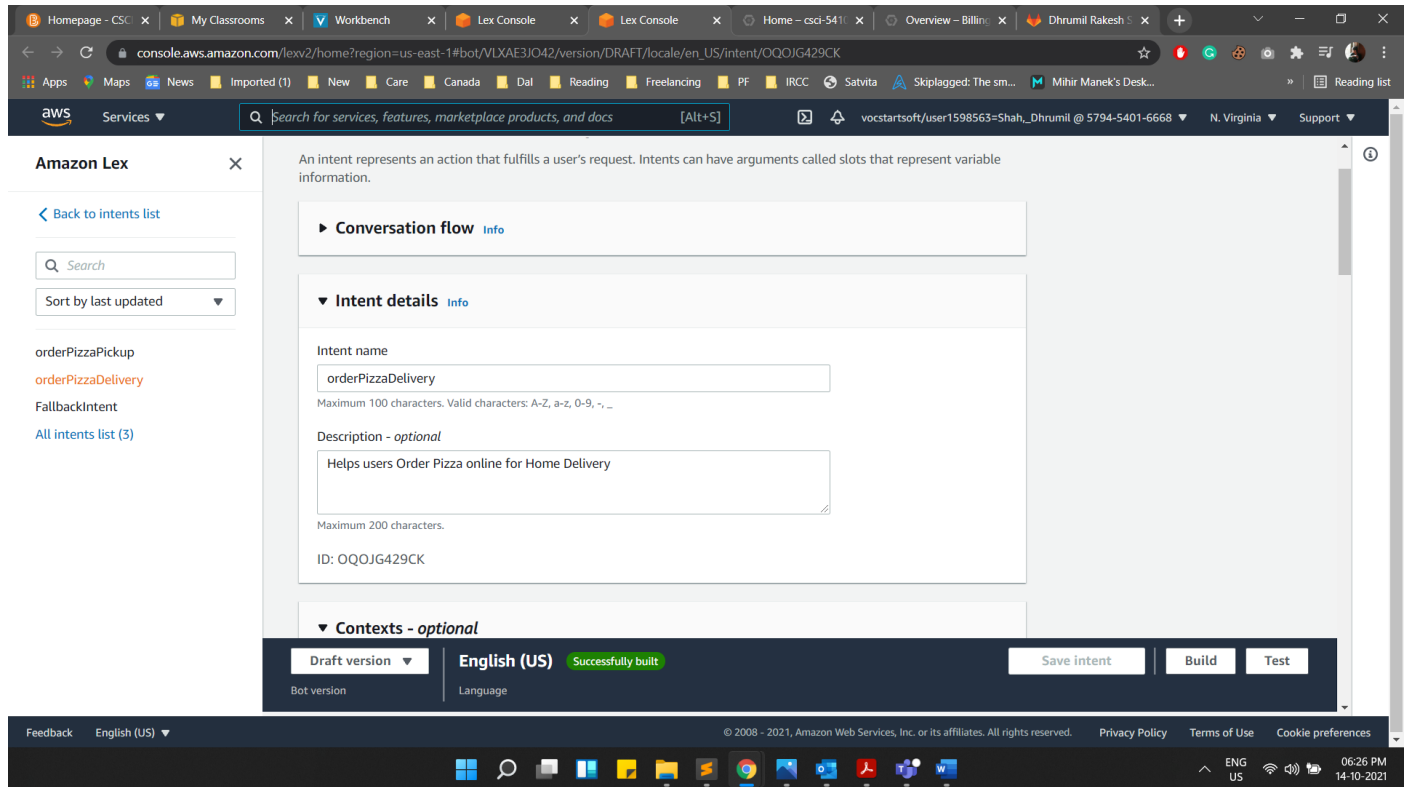 Homepage - CSCI
My Classrooms
Workbench
Lex Console
Lex Console
Home – csci-5410
Overview – Billing
Dhrumil Rakesh S
console.aws.amazon.com/lexv2/home?region=us-east-1#bot/VLXAE3JO42/version/DRAFT/locale/en_US/intent/OQOJG429CK
Apps
Maps
News
Imported (1)
New
Care
Canada
Dal
Reading
Freelancing
PF
IRCC
Satvita
Skiplagged: The sm...
Mihir Manek's Desk...
»
Reading list
aws
Services ▼
Search for services, features, marketplace products, and docs
[Alt+S]
vocstartsoft/user1598563=Shah,_Dhrumil @ 5794-5401-6668 ▼
N. Virginia ▼
Support ▼
Amazon Lex
Back to intents list
Search
Sort by last updated
orderPizzaPickup
orderPizzaDelivery
FallbackIntent
All intents list (3)
An intent represents an action that fulfills a user's request. Intents can have arguments called slots that represent variable
information.
Conversation flow Info
Intent details Info
Intent name
orderPizzaDelivery
Maximum 100 characters. Valid characters: A-Z, a-z, 0-9, -, _
Description - optional
Helps users Order Pizza online for Home Delivery
Maximum 200 characters.
ID: OQOJG429CK
Contexts - optional
Draft version
Bot version
English (US)
Successfully built
Language
Save intent
Build
Test
Feedback
English (US) ▼
© 2008 - 2021, Amazon Web Services, Inc. or its affiliates. All rights reserved.
Privacy Policy
Terms of Use
Cookie preferences
ENG
US
06:26 PM
14-10-2021